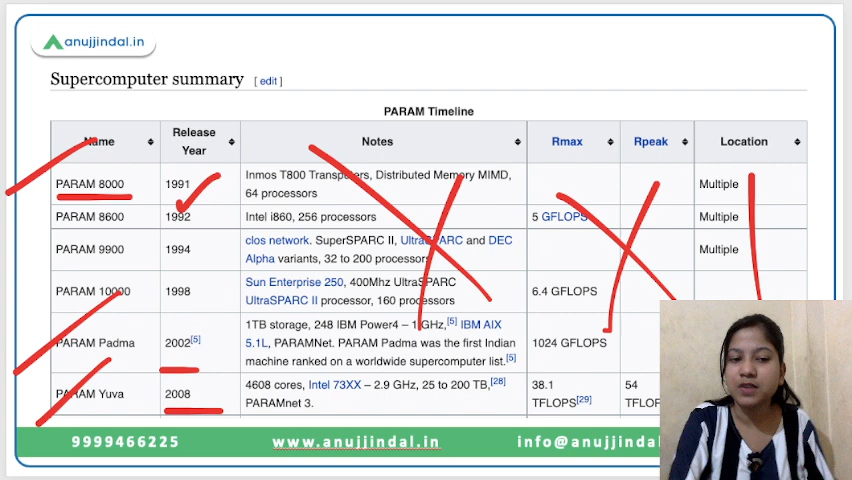 anujjindal.in
Supercomputer summary [ edit ]
PARAM Timeline
Name Release Year Notes Rmax Rpeak Location
PARAM 8000 1991 Inmos T800 Transputers, Distributed Memory MIMD, Multiple
64 processors
PARAM 8600 1992 Intel i860, 256 processors 5 GFLOPS Multiple
PARAM 9900 1994 clos network. SuperSPARC II, UltraSPARC and DEC Multiple
Alpha variants, 32 to 200 processors
PARAM 10000 1998 Sun Enterprise 250, 400Mhz UltraSPARC 6.4 GFLOPS
UltraSPARC II processor, 160 processors
PARAM Padma 2002[5] 1TB storage, 248 IBM Power4 – 1 GHz,[5] IBM AIX 1024 GFLOPS
5.1L, PARAMNet. PARAM Padma was the first Indian
machine ranked on a worldwide supercomputer list.[5]
PARAM Yuva 2008 4608 cores, Intel 73XX – 2.9 GHz, 25 to 200 TB,[28] 38.1 54
PARAMnet 3. TFLOPS[29] TFLO
9999466225 www.anujjindal.in info@anujjindal